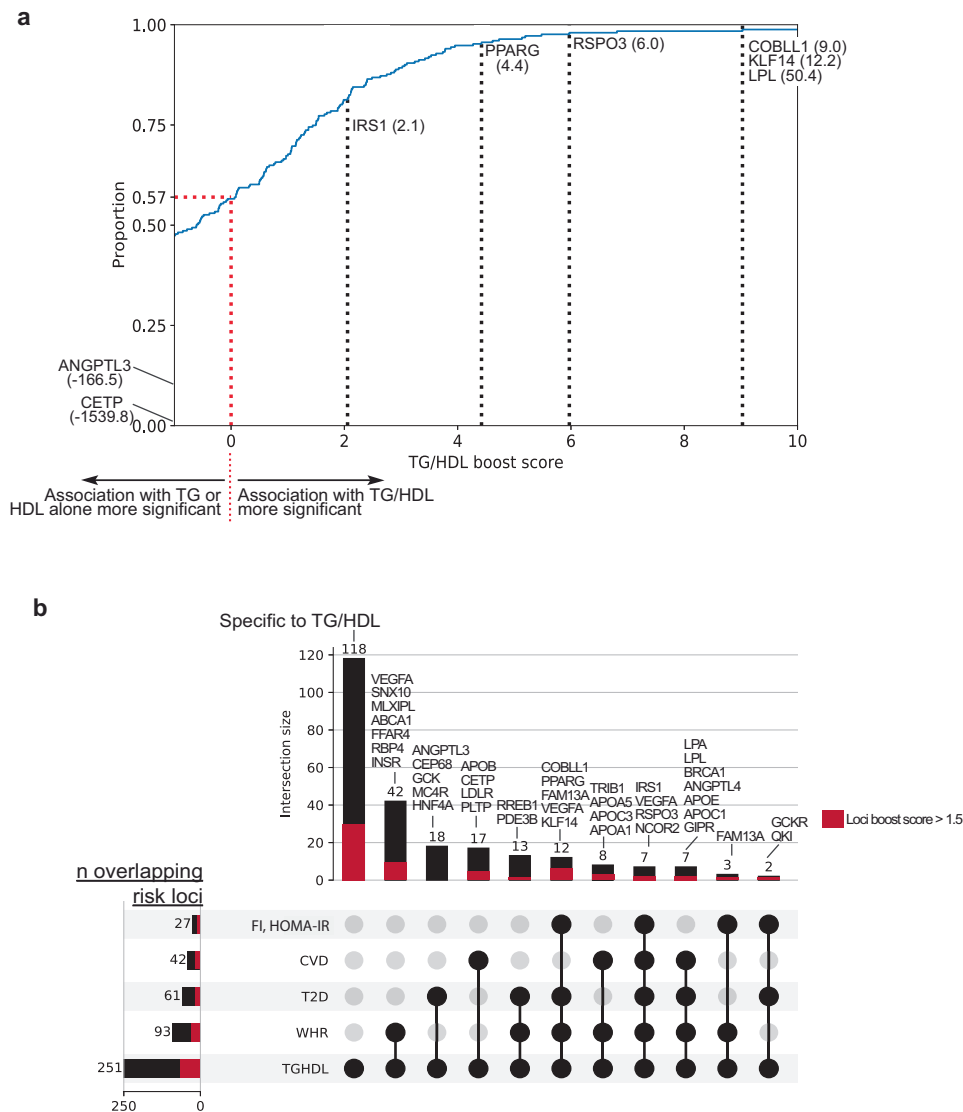 a
1.00
0.75
0.57
0.50
0.25
0.00
Proportion
PPARG
(4.4)
RSPO3 (6.0)
COBLL1 (9.0)
KLF14 (12.2)
LPL (50.4)
IRS1 (2.1)
ANGPTL3
(-166.5)
CETP
(-1539.8)
0 2 4 6 8 10
TG/HDL boost score
Association with TG or
HDL alone more significant
Association with TG/HDL
more significant
b
Specific to TG/HDL
120
100
80
60
40
20
0
Intersection size
118
VEGFA
SNX10
MLXIPL
ABCA1
FFAR4
RBP4
INSR
42
ANGPTL3
CEP68
GCK
MC4R
HNF4A
18
APOB
CETP
LDLR
PLTP
17
RREB1
PDE3B
13
COBLL1
PPARG
FAM13A
VEGFA
KLF14
12
TRIB1
APOA5
APOC3
APOA1
8
IRS1
VEGFA
RSPO3
NCOR2
7
LPA
LPL
BRCA1
ANGPTL4
APOE
APOC1
GIPR
7
FAM13A
3
GCKR
QKI
2
Loci boost score > 1.5
n overlapping
risk loci
27
FI, HOMA-IR
42
CVD
61
T2D
93
WHR
251
TGHDL
250 0